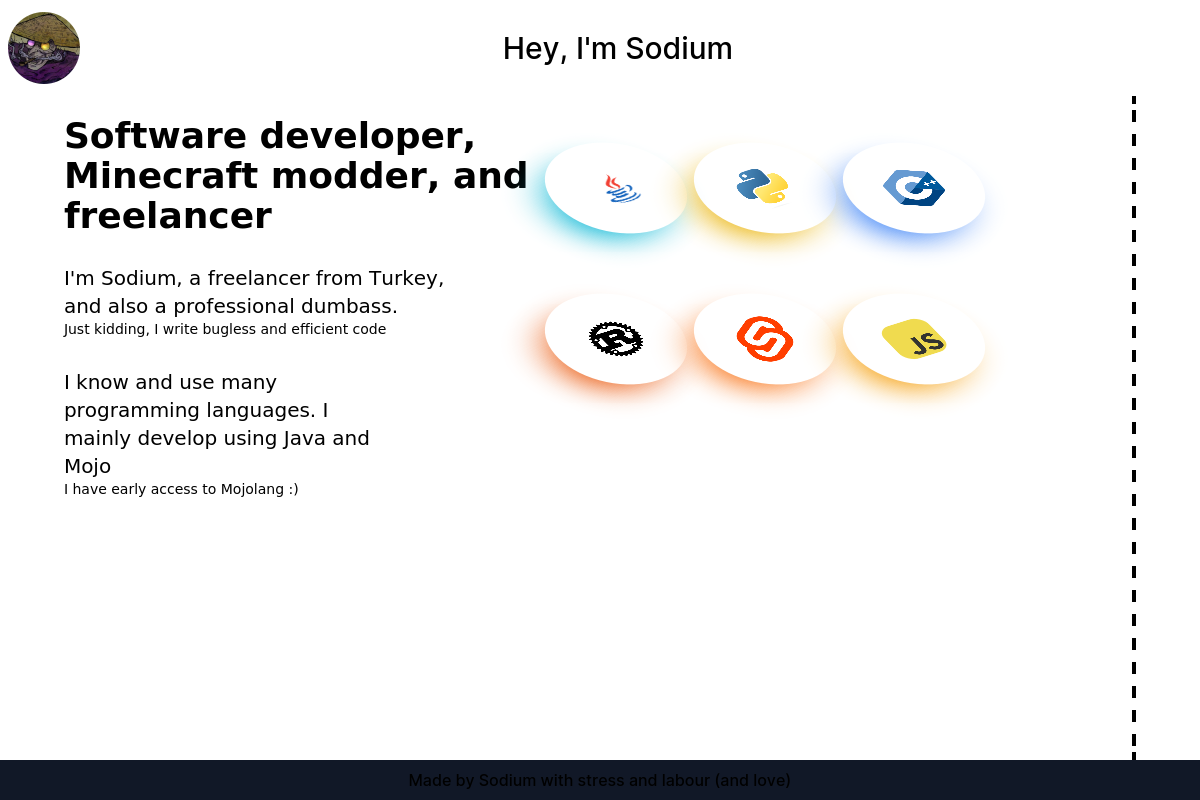 Hey, I'm Sodium
Software developer,
Minecraft modder, and
freelancer
I'm Sodium, a freelancer from Turkey,
and also a professional dumbass.
Just kidding, I write bugless and efficient code
I know and use many
programming languages. I
mainly develop using Java and
Mojo
I have early access to Mojolang :)
C++
R
JS
Made by Sodium with stress and labour (and love)